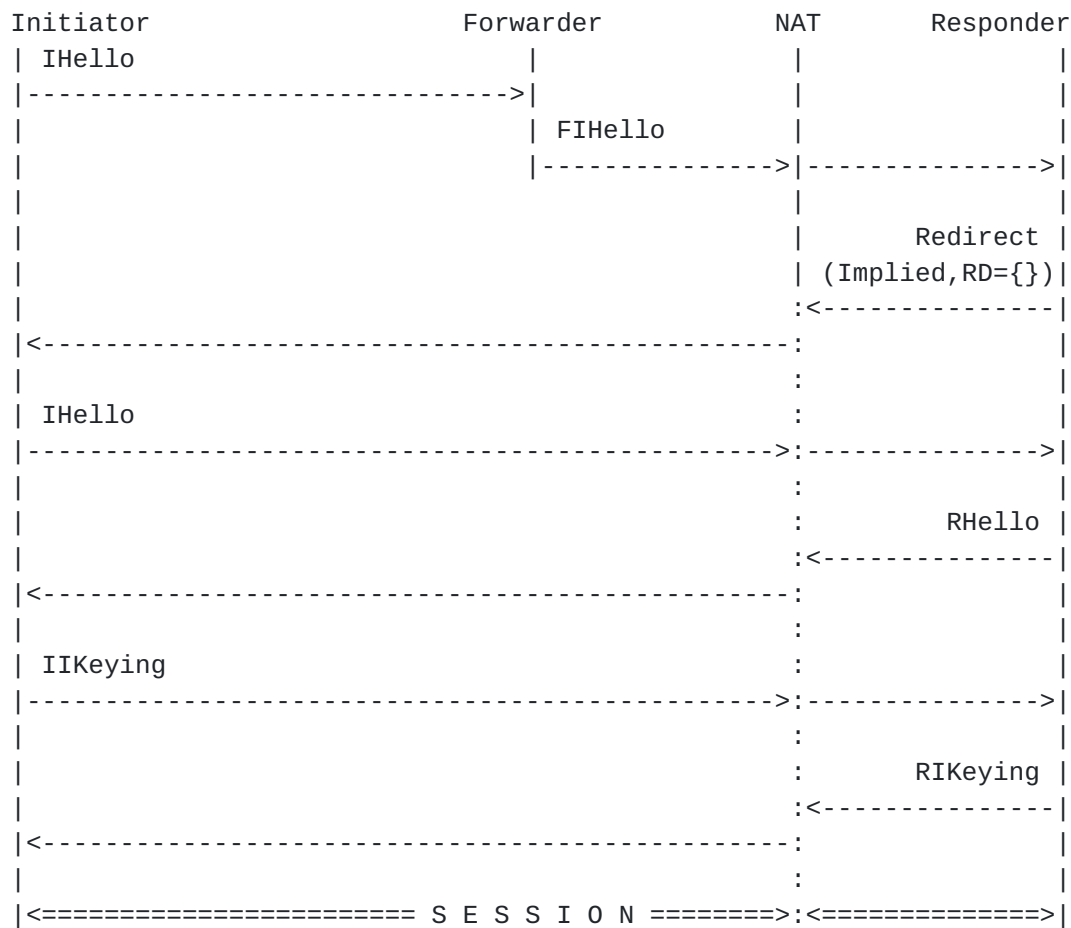 Initiator Forwarder NAT Responder
IHello
FIHello
Redirect
(Implied,RD={})
IHello
RHello
IIKeying
RIKeying
S E S S I O N